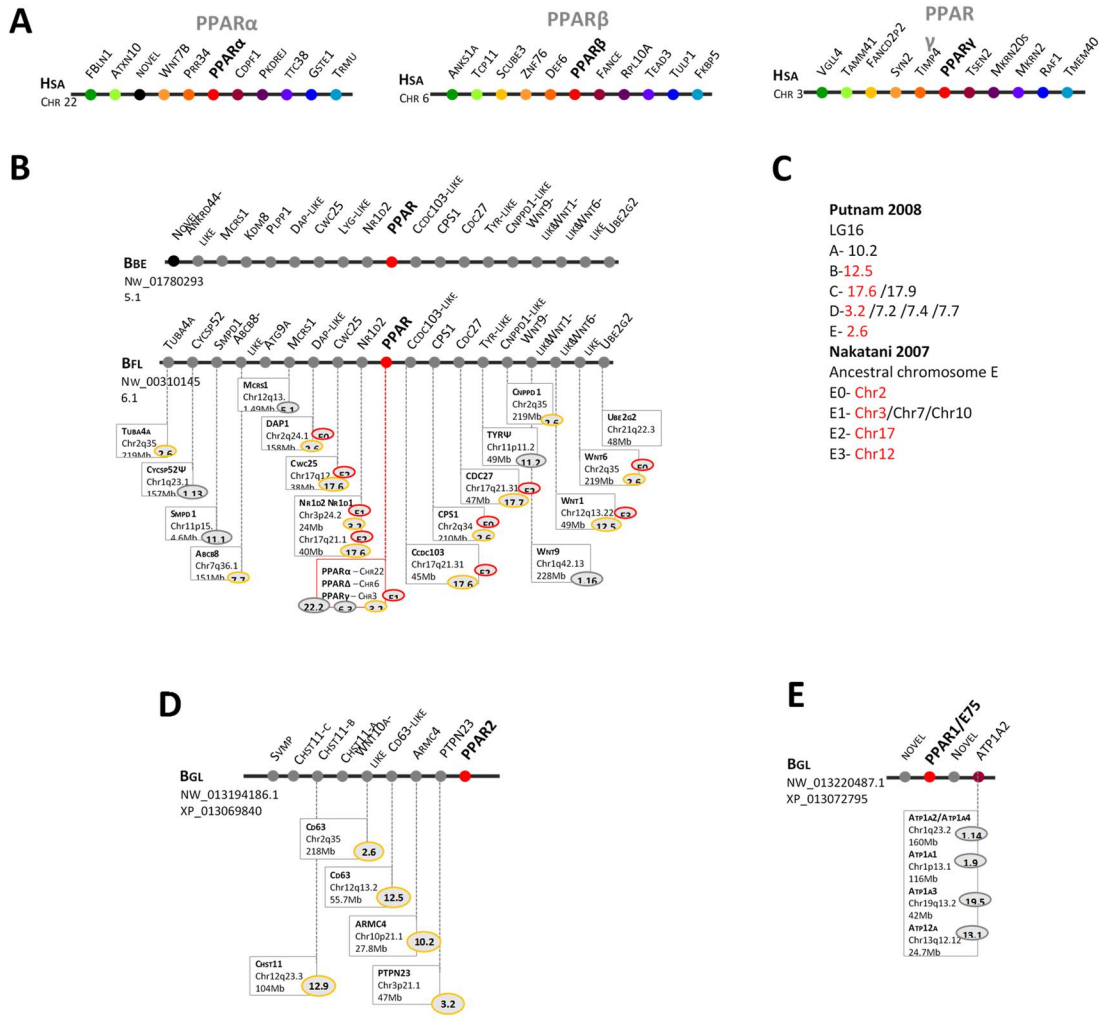 A
PPARα
FBLN1
ATXN10
NOVEL
WNT7B
PRR34
PPARα
CDPF1
PKDREJ
TTC38
GSTE1
TRMU
HSA
CHR 22
PPARβ
ANKS1A
TCP11
SCUBE3
ZNF76
DEF6
PPARβ
FANCE
RPL10A
TEAD3
TULP1
FKBP5
HSA
CHR 6
PPAR
γ
VGLL4
TAMM41
FANCD2P2
SYN2
TIMP4
PPARγ
TSEN2
MKRN20S
MKRN2
RAF1
TMEM40
HSA
CHR 3
B
NOVEL
ANKRD44-
LIKE
MCRS1
KDM8
PLPP1
DAP-LIKE
CWC25
LYG-LIKE
NR1D2
PPAR
CCDC103-LIKE
CPS1
CDC27
TYR-LIKE
CNPPD1-LIKE
WNT9-
LIKE
WNT1-
LIKE
WNT6-
LIKE
UBE2G2
BBE
NW_01780293
5.1
TUBA4A
CYCSP52
SMPD1
ABCB8-
LIKE
ATG9A
MCRS1
DAP-LIKE
CWC25
NR1D2
PPAR
CCDC103-LIKE
CPS1
CDC27
TYR-LIKE
CNPPD1-LIKE
WNT9-
LIKE
WNT1-
LIKE
WNT6-
LIKE
UBE2G2
BFL
NW_00310145
6.1
TUBA4A
Chr2q35
219Mb 2.6
CYCSP52Ψ
Chr1q23.1
157Mb 1.13
SMPD1
Chr11p15.
4.6Mb 11.1
ABCB8
Chr7q36.1
151Mb 7.7
MCRS1
Chr12q13.
1.49Mb 5.1
DAP1
Chr2q24.1 E0
158Mb 2.6
CWC25
Chr17q12 E2
38Mb 17.6
NR1D2 NR1D1
Chr3p24.2 E1
24Mb 3.2
Chr17q21.1 E2
40Mb 17.6
PPARα – CHR22
PPARΔ – CHR6
PPARγ – CHR3 E1
22.2 6.3 3.2
CCDC103
Chr17q21.31
45Mb E2
17.6
CPS1
Chr2q34 E0
210Mb 2.6
CDC27
Chr17q21.31 E2
47Mb 17.7
TYRΨ
Chr11p11.2
49Mb 11.2
CNPPD1
Chr2q35
219Mb 2.6
WNT9
Chr1q42.13
228Mb 1.16
WNT1
Chr12q13.22 E3
49Mb 12.5
WNT6
Chr2q35 E0
219Mb 2.6
UBE2G2
Chr21q22.3
48Mb
C
Putnam 2008
LG16
A- 10.2
B-12.5
C- 17.6 /17.9
D-3.2 /7.2 /7.4 /7.7
E- 2.6
Nakatani 2007
Ancestral chromosome E
E0- Chr2
E1- Chr3/Chr7/Chr10
E2- Chr17
E3- Chr12
D
SVMP
CHST11-C
CHST11-B
CHST11-A
WNT10A-
LIKE
CD63-LIKE
ARMC4
PTPN23
PPAR2
BGL
NW_013194186.1
XP_013069840
CD63
Chr2q35
218Mb 2.6
CD63
Chr12q13.2
55.7Mb 12.5
ARMC4
Chr10p21.1
27.8Mb 10.2
CHST11
Chr12q23.3
104Mb 12.9
PTPN23
Chr3p21.1
47Mb 3.2
E
NOVEL
PPAR1/E75
NOVEL
ATP1A2
BGL
NW_013220487.1
XP_013072795
ATP1A2/ATP1A4
Chr1q23.2 1.14
160Mb
ATP1A1
Chr1p13.1 1.9
116Mb
ATP1A3
Chr19q13.2 19.5
42Mb
ATP12A
Chr13q12.12 13.1
24.7Mb